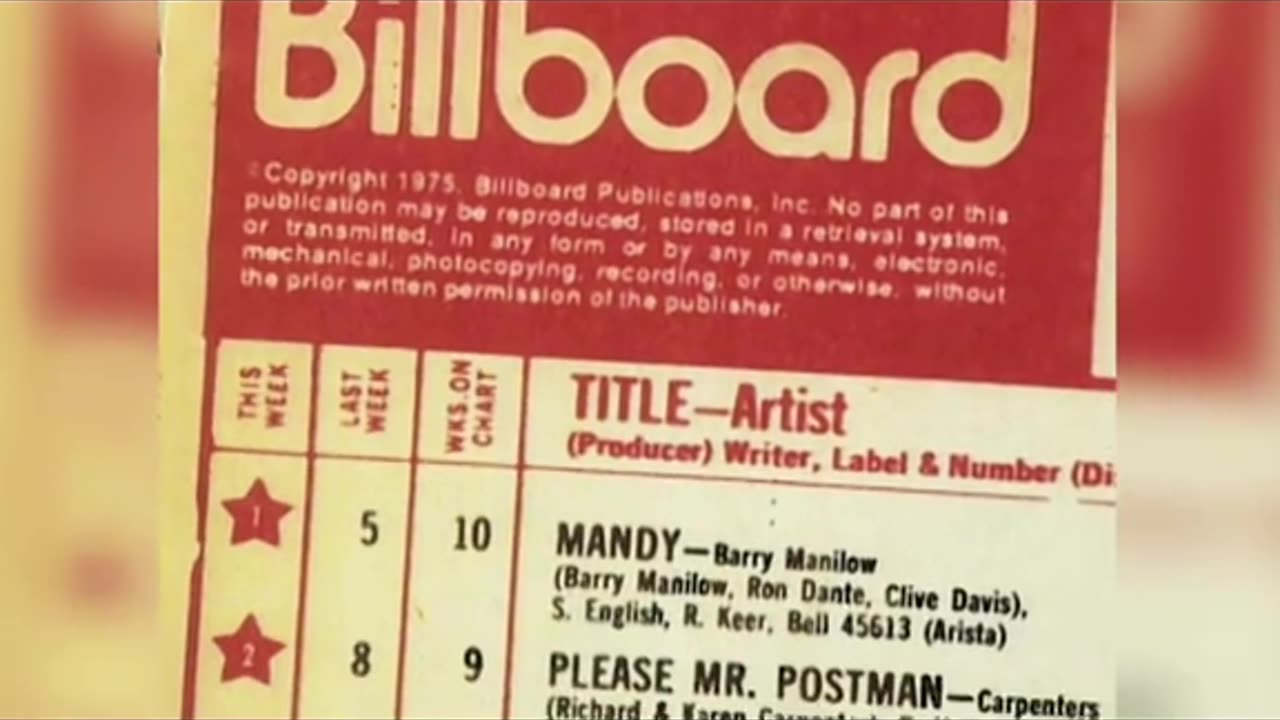 Billboard
©Copyright 1975, Billboard Publications, Inc. No part of this
publication may be reproduced, stored in a retrieval system,
or transmitted, in any form or by any means, electronic,
mechanical, photocopying, recording, or otherwise, without
the prior written permission of the publisher.
THIS WEEK
LAST WEEK
WKS. ON CHART
TITLE—Artist
(Producer) Writer, Label & Number (Di
1 5 10 MANDY—Barry Manilow
(Barry Manilow, Ron Dante, Clive Davis),
S. English, R. Keer, Bell 45613 (Arista)
2 8 9 PLEASE MR. POSTMAN—Carpenters
(Richard & Karen